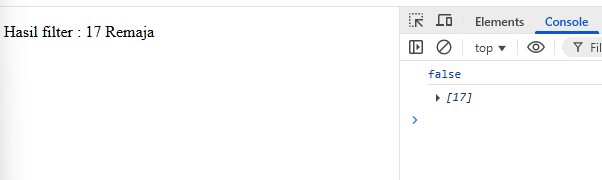 Hasil filter : 17 Remaja
Elements Console
top Fil
false
[17]